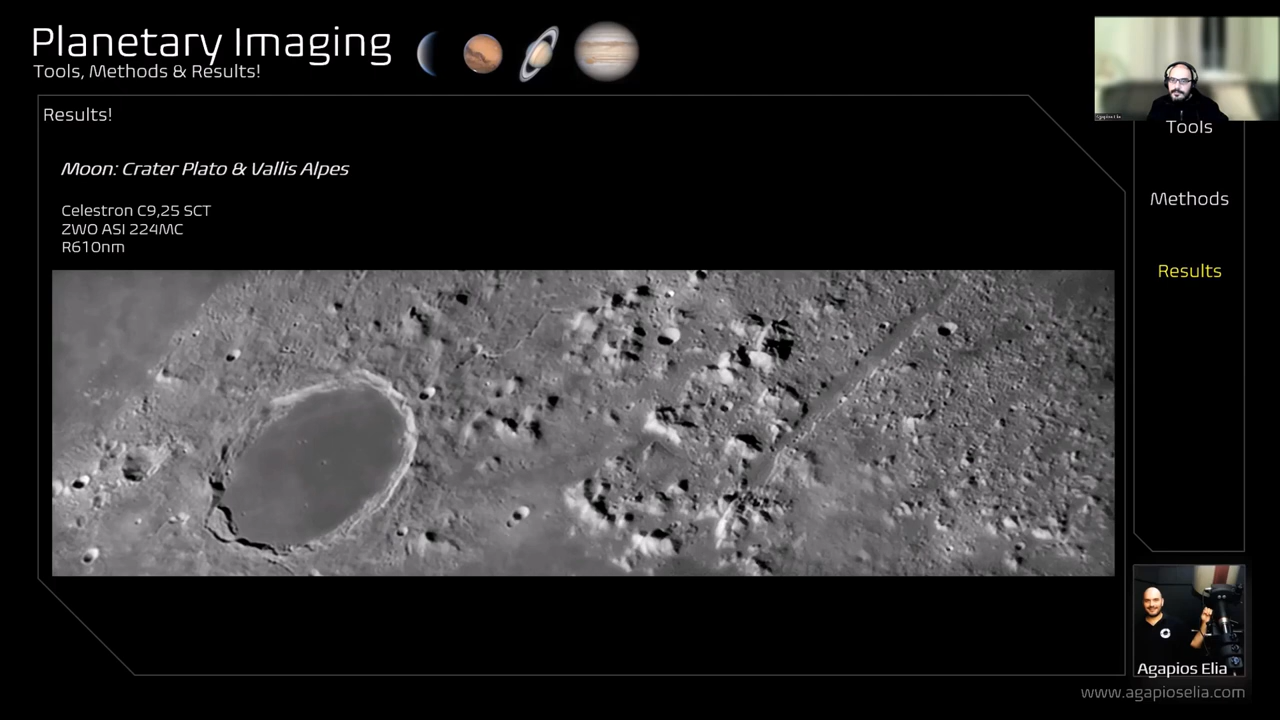 Planetary Imaging
Tools, Methods & Results!
Results!
Moon: Crater Plato & Vallis Alpes
Celestron C9,25 SCT
ZWO ASI 224MC
R610nm
Tools
Methods
Results
Agapios Elia
www.agapioselia.com